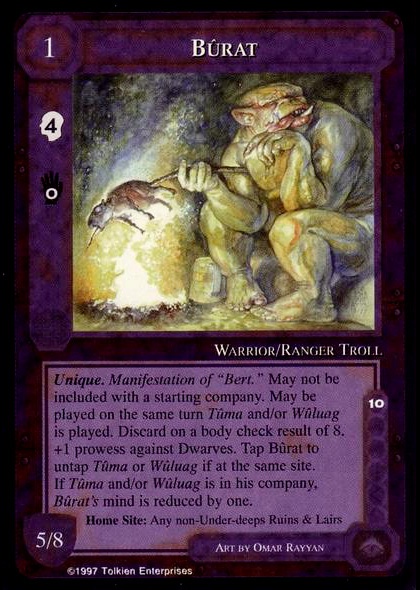 1
BÛRAT
4
0
WARRIOR/RANGER TROLL
Unique. Manifestation of “Bert.” May not be
included with a starting company. May be
played on the same turn Tûma and/or Wûluag
is played. Discard on a body check result of 8.
+1 prowess against Dwarves. Tap Bûrat to
untap Tûma or Wûluag if at the same site.
If Tûma and/or Wûluag is in his company,
Bûrat’s mind is reduced by one.
Home Site: Any non-Under-deeps Ruins & Lairs
10
5/8
ART BY OMAR RAYYAN
©1997 Tolkien Enterprises